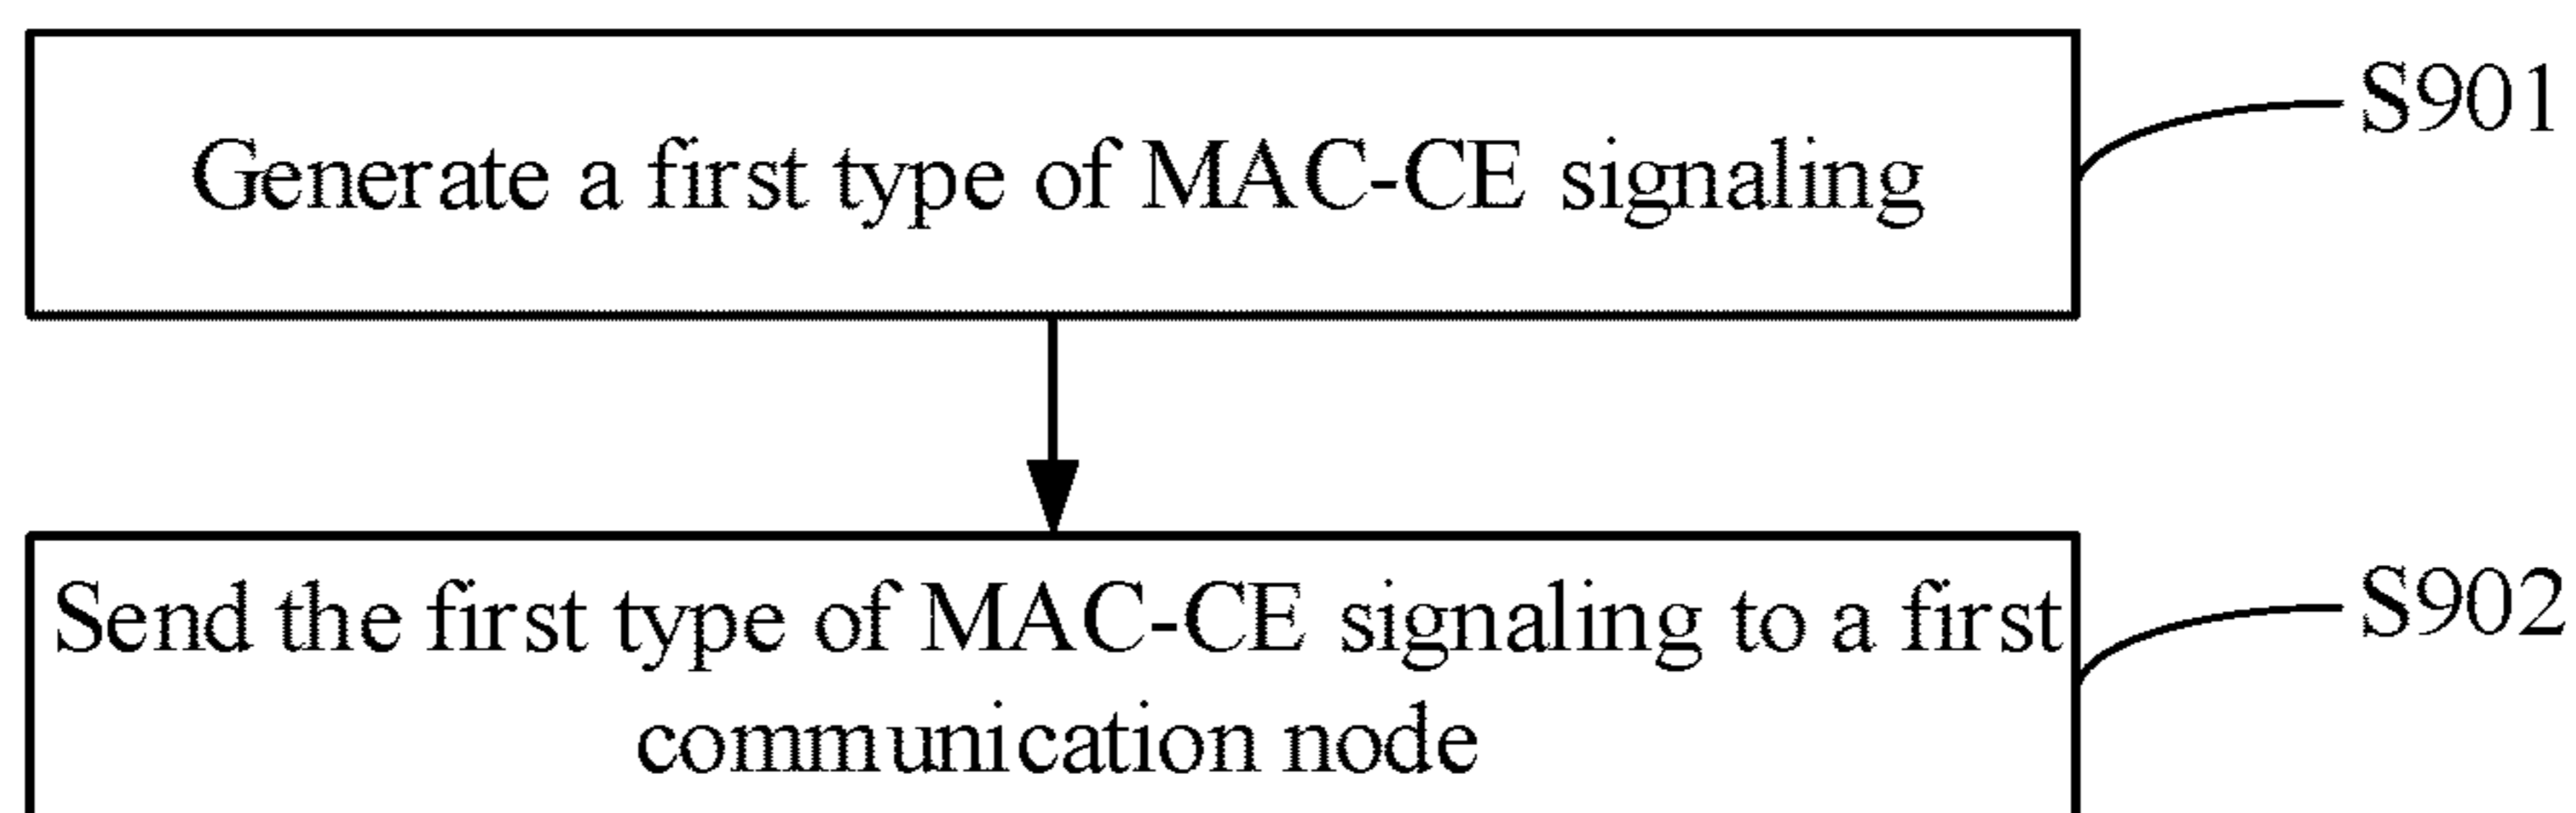 Generate a first type of MAC-CE signaling
S901
Send the first type of MAC-CE signaling to a first
communication node
S902